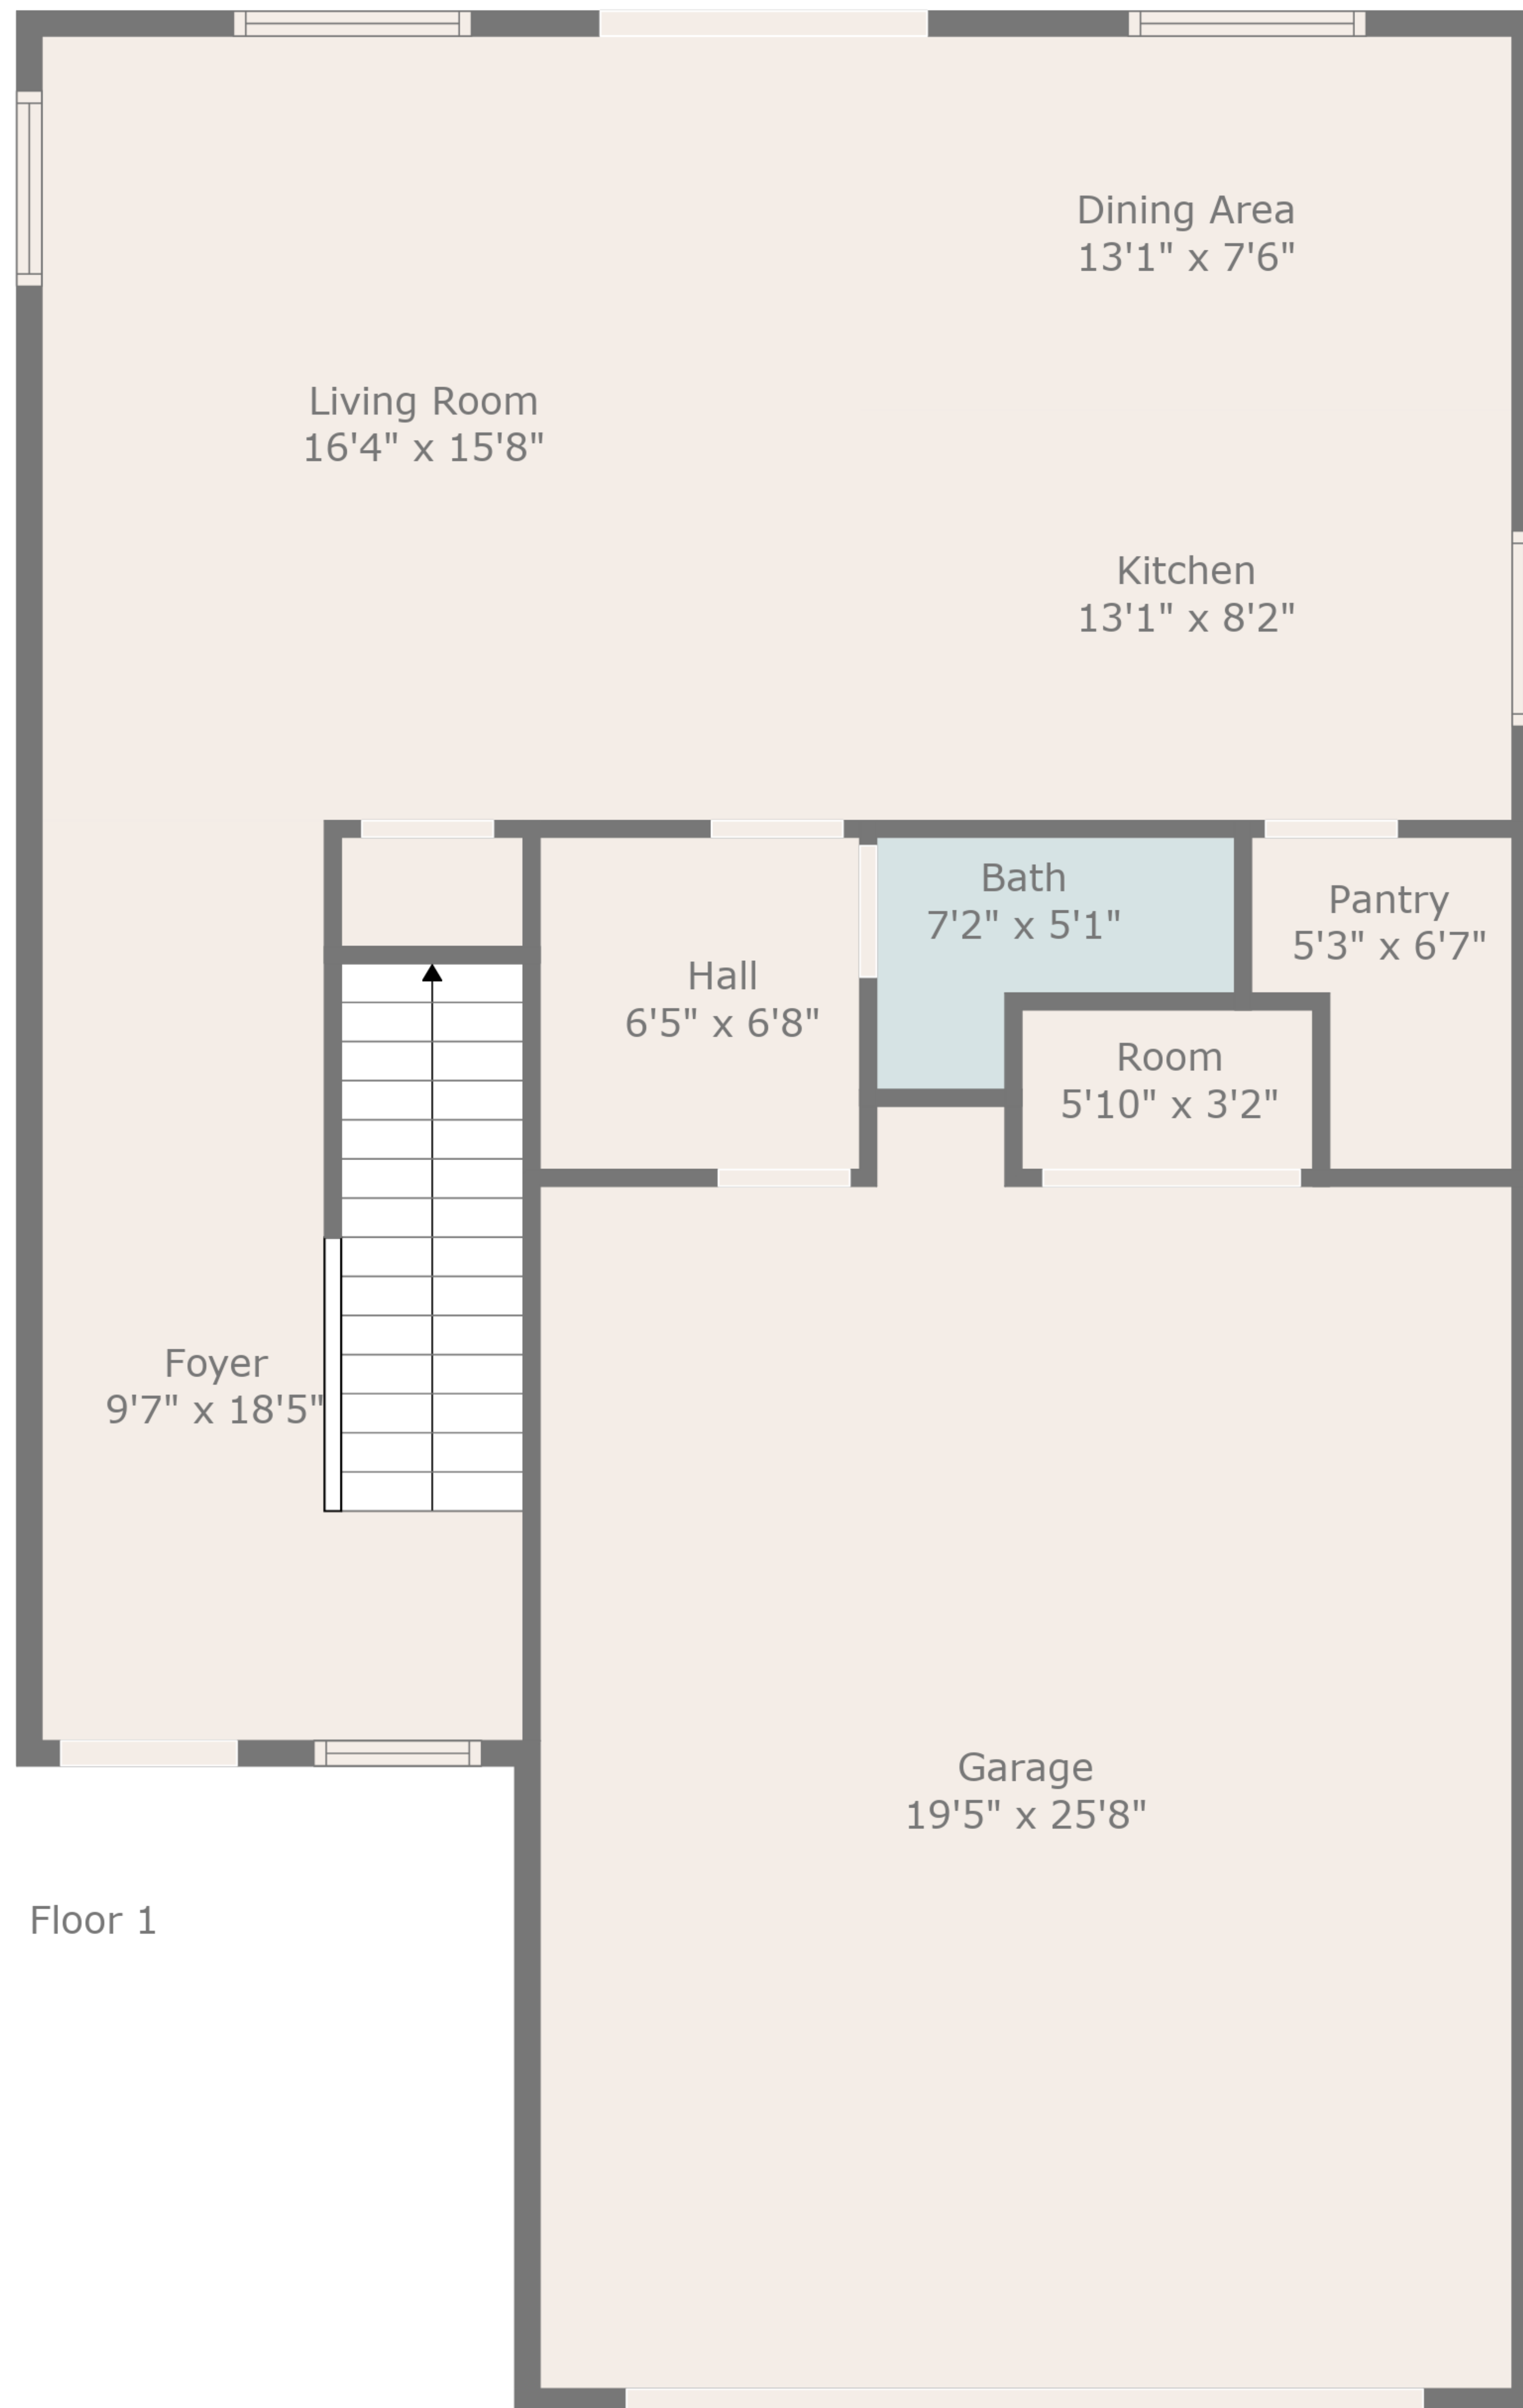 Dining Area
13'1" x 7'6"
Living Room
16'4" x 15'8"
Kitchen
13'1" x 8'2"
Bath
7'2" x 5'1"
Pantry
5'3" x 6'7"
Hall
6'5" x 6'8"
Room
5'10" x 3'2"
Foyer
9'7" x 18'5"
Garage
19'5" x 25'8"
Floor 1